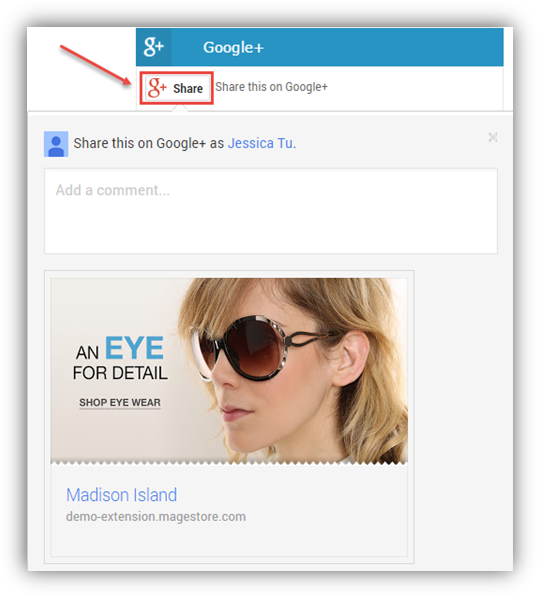 g+ Google+
g+ Share Share this on Google+
Share this on Google+ as Jessica Tu.
Add a comment...
AN EYE
FOR DETAIL
SHOP EYE WEAR
Madison Island
demo-extension.magestore.com